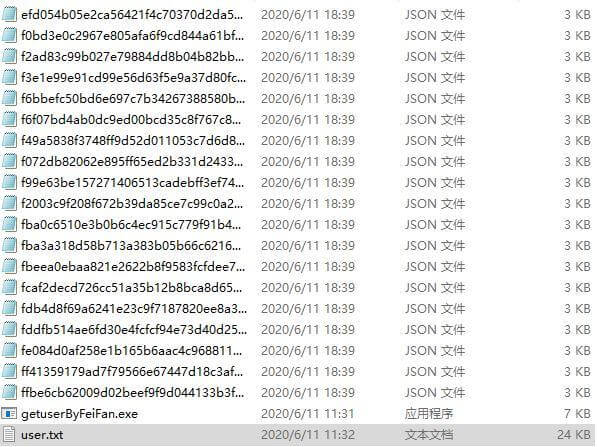 efd054b05e2ca56421f4c70370d2da5... 2020/6/11 18:39 JSON 文件 3 KB
f0bd3e0c2967e805afa6f9cd844a61bf... 2020/6/11 18:39 JSON 文件 3 KB
f2ad83c99b027e79884dd8b04b82bb... 2020/6/11 18:39 JSON 文件 3 KB
f3e1e99e91cd99e56d63f5e9a37d80fc... 2020/6/11 18:39 JSON 文件 3 KB
f6bbefc50bd6e697c7b34267388580b... 2020/6/11 18:39 JSON 文件 3 KB
f6f07bd4ab0dc9ed00bcd35c8f767c8... 2020/6/11 18:39 JSON 文件 3 KB
f49a5838f3748ff9d52d011053c7d6d8... 2020/6/11 18:39 JSON 文件 3 KB
f072db82062e895ff65ed2b331d2433... 2020/6/11 18:39 JSON 文件 3 KB
f99e63be157271406513cadebff3ef74... 2020/6/11 18:39 JSON 文件 3 KB
f2003c9f208f672b39da85ce7c99c0a2... 2020/6/11 18:39 JSON 文件 3 KB
fba0c6510e3b0b6c4ec915c779f91b4... 2020/6/11 18:39 JSON 文件 3 KB
fba3a318d58b713a383b05b66c6216... 2020/6/11 18:39 JSON 文件 3 KB
fbeea0ebaa821e2622b8f9583fcfdee7... 2020/6/11 18:39 JSON 文件 3 KB
fcaf2decd726cc51a35b12b8bca8d65... 2020/6/11 18:39 JSON 文件 3 KB
fdb4d8f69a6241e23c9f7187820ee8a3... 2020/6/11 18:39 JSON 文件 3 KB
fddfb514ae6fd30e4fcfcf94e73d40d25... 2020/6/11 18:39 JSON 文件 3 KB
fe084d0af258e1b165b6aac4c968811... 2020/6/11 18:39 JSON 文件 3 KB
ff41359179ad7f79566e67447d18c3af... 2020/6/11 18:39 JSON 文件 3 KB
ffbe6cb62009d02beef9f9d044133b3f... 2020/6/11 18:39 JSON 文件 3 KB
getuserByFeiFan.exe 2020/6/11 11:31 应用程序 7 KB
user.txt 2020/6/11 11:32 文本文档 24 KB